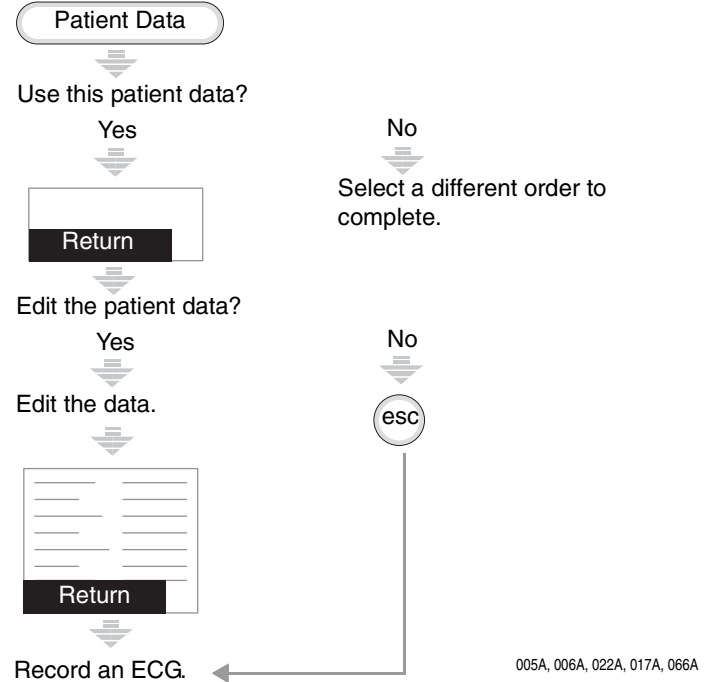 Patient Data
Use this patient data?
Yes
No
Select a different order to
complete.
Return
Edit the patient data?
Yes
No
Edit the data.
esc
Return
Record an ECG.
005A, 006A, 022A, 017A, 066A